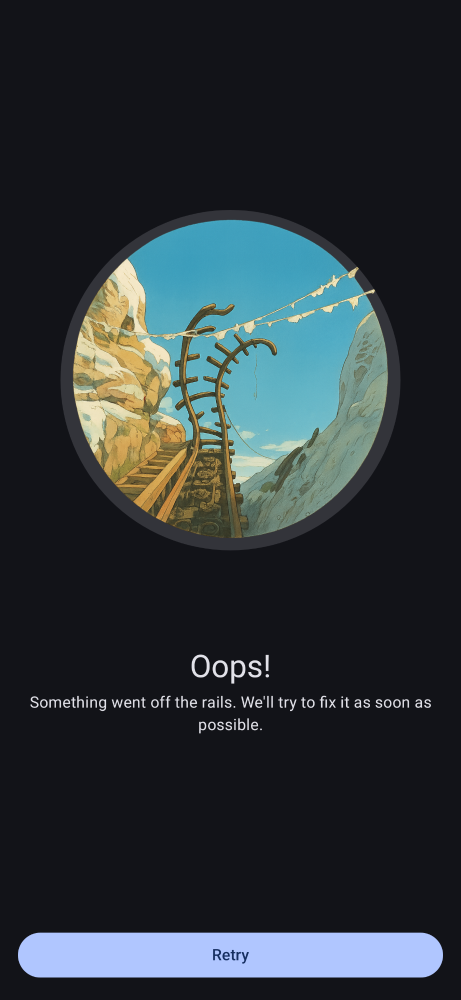 Oops!
Something went off the rails. We'll try to fix it as soon as
possible.
Retry